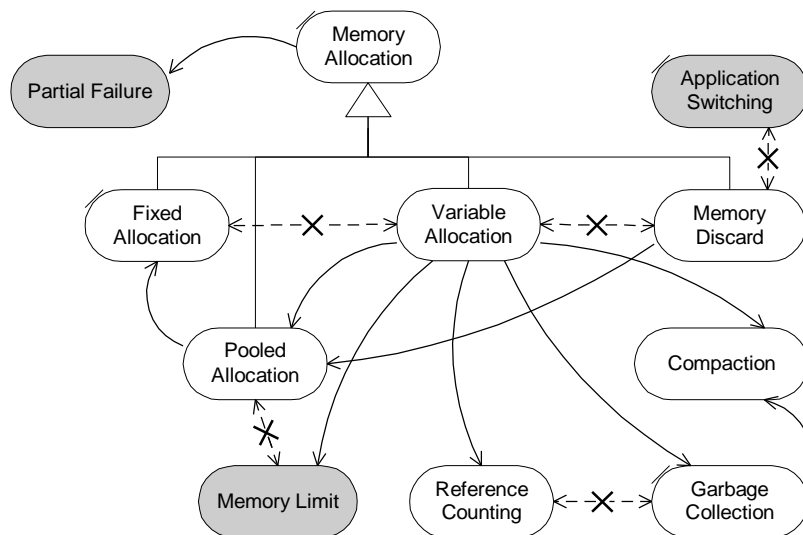 Memory
Allocation
Partial Failure
Application
Switching
Fixed
Allocation
Variable
Allocation
Memory
Discard
Pooled
Allocation
Compaction
Memory Limit
Reference
Counting
Garbage
Collection